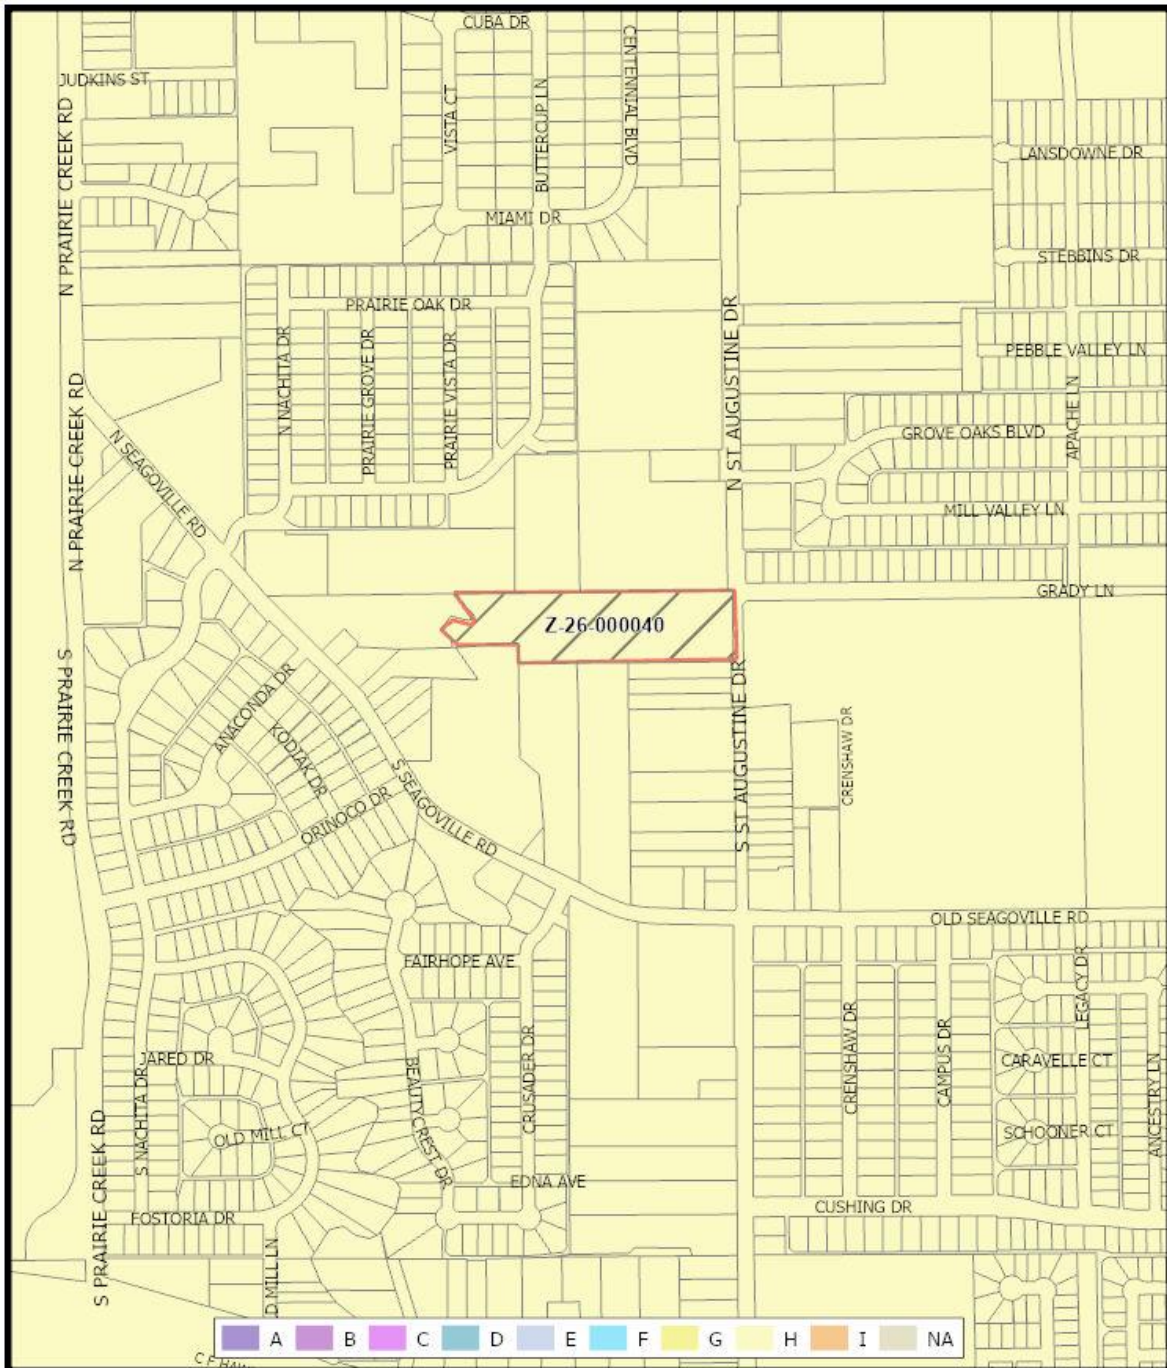 CUBA DR
JUDKINS ST
N PRAIRIE CREEK RD
VISTA CT
BUTTERCUP LN
CENTENNIAL BLVD
LANSDOWNE DR
MIAMI DR
STEBBINS DR
PRAIRIE OAK DR
N ST AUGUSTINE DR
PEBBLE VALLEY LN
N NACHITA DR
PRAIRIE GROVE DR
PRAIRIE VISTA DR
N PRAIRIE CREEK RD
APACHE LN
GROVE OAKS BLVD
N SEAGOVILLE RD
MILL VALLEY LN
GRADY LN
Z-26-000040
S PRAIRIE CREEK RD
ANACONDA DR
KODIAK DR
S ST AUGUSTINE DR
CRENSHAW DR
S SEAGOVILLE RD
ORINOCO DR
OLD SEAGOVILLE RD
FAIRHOPE AVE
LEGACY DR
CRUSADER DR
CRENSHAW DR
CAMPUS DR
JARED DR
CARAVELLE CT
BEAUTYCREST DR
S NACHITA DR
OLD MILL CT
SCHOONER CT
ANCESTRY LN
S PRAIRIE CREEK RD
EDNA AVE
FOSTORIA DR
CUSHING DR
D MILL LN
A B C D E F G H I NA
C F HAW